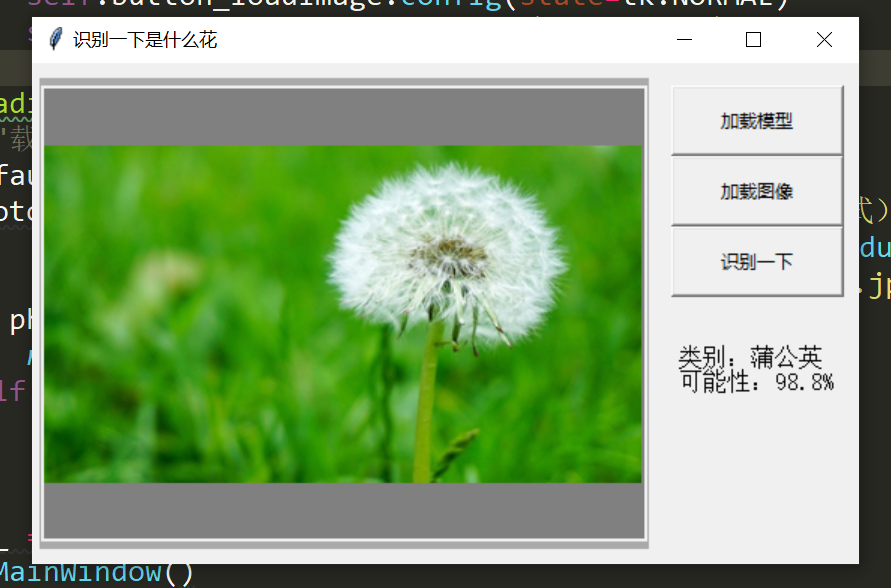 self.button_loadimage.config(state=tk.NORMAL)
识别一下是什么花
加载模型
加载图像
识别一下
类别：蒲公英
可能性：98.8%
MainWindow()